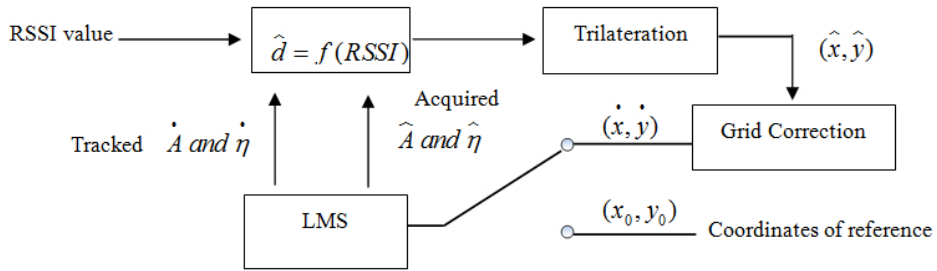 RSSI value
d̂ = f(RSSI)
Trilateration
(x̂, ŷ)
Tracked Ȧ and η̇
Acquired
Â and η̂
(ẋ, ẏ)
Grid Correction
LMS
(x₀, y₀)
Coordinates of reference